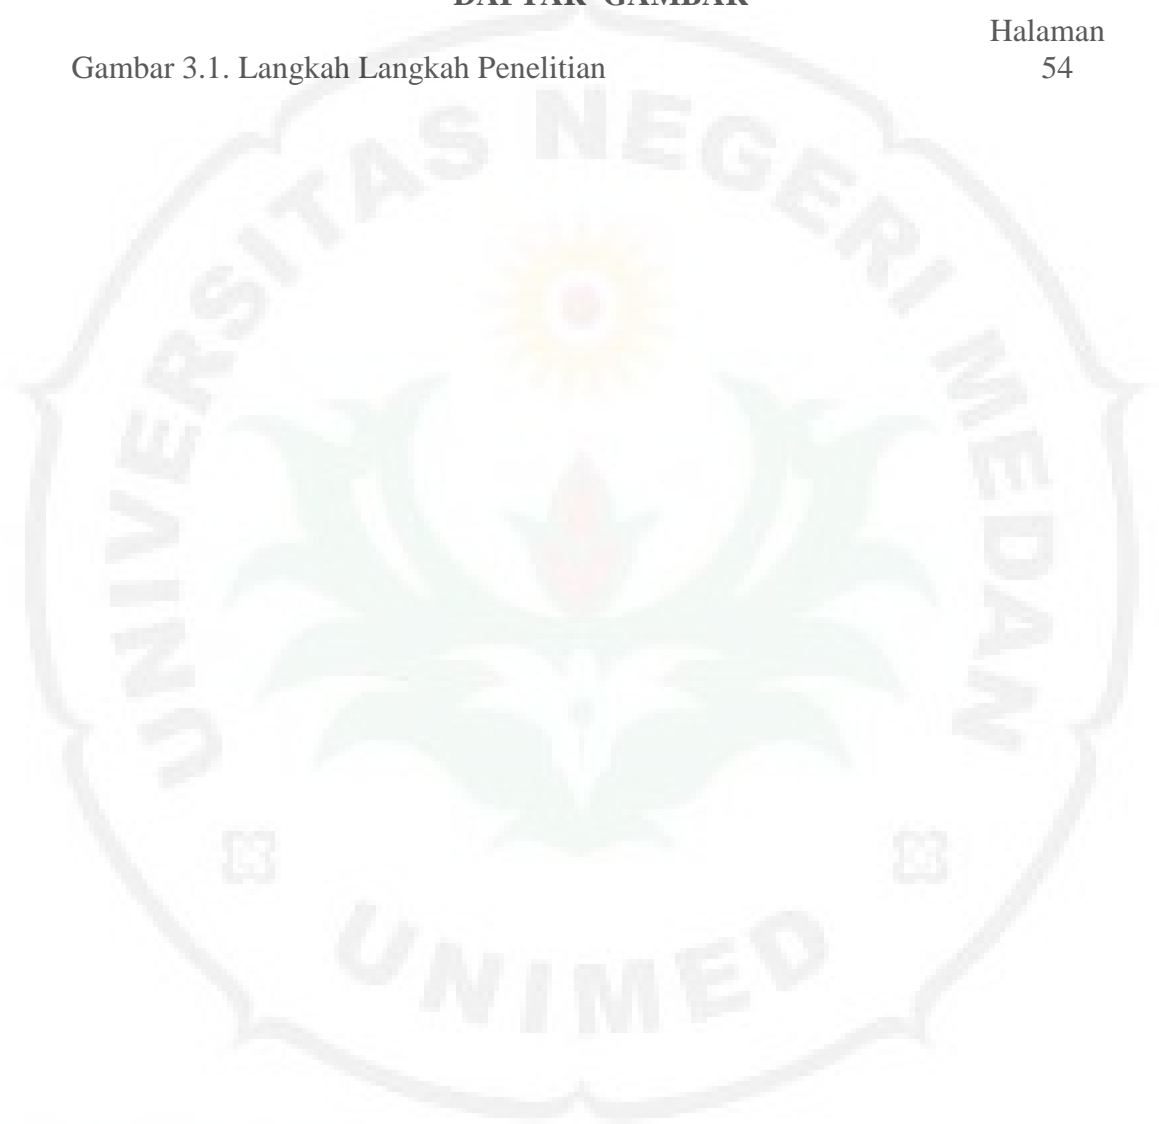 DAFTAR GAMBAR
Halaman
Gambar 3.1. Langkah Langkah Penelitian 54
UNIVERSITAS NEGERI MEDAN
UNIMED